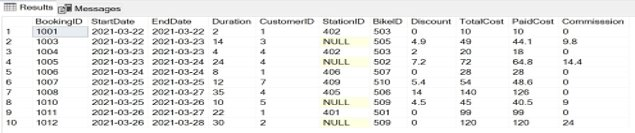 Results Messages
BookingID StartDate EndDate Duration CustomerID StationID BikeID Discount TotalCost PaidCost Commisssion
1 1001 2021-03-22 2021-03-22 2 1 402 503 0 10 10 0
2 1003 2021-03-22 2021-03-23 14 3 NULL 505 4.9 49 44.1 9.8
3 1004 2021-03-23 2021-03-23 4 4 402 503 2 20 18 0
4 1005 2021-03-23 2021-03-24 24 4 NULL 502 7.2 72 64.8 14.4
5 1006 2021-03-24 2021-03-24 8 1 406 507 0 28 28 0
6 1007 2021-03-25 2021-03-25 12 7 409 510 5.4 54 48.6 0
7 1008 2021-03-25 2021-03-27 35 4 405 506 14 140 126 0
8 1010 2021-03-25 2021-03-26 10 5 NULL 509 4.5 45 40.5 9
9 1011 2021-03-26 2021-03-27 22 1 401 501 0 99 99 0
10 1012 2021-03-26 2021-03-28 30 2 NULL 509 0 120 120 24